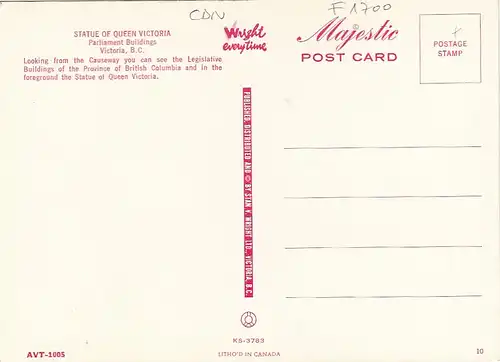 CDN
F1700
STATUE OF QUEEN VICTORIA
Parliament Buildings
Victoria, B.C.
Looking from the Causeway you can see the Legislative
Buildings of the Province of British Columbia and in the
foreground the Statue of Queen Victoria.
Wright
everytime
Majestic
POST CARD
POSTAGE
STAMP
PUBLISHED, DISTRIBUTED AND © BY STAN V. WRIGHT LTD., VICTORIA, B.C.
KS-3783
LITHO'D IN CANADA
AVT-1005
10